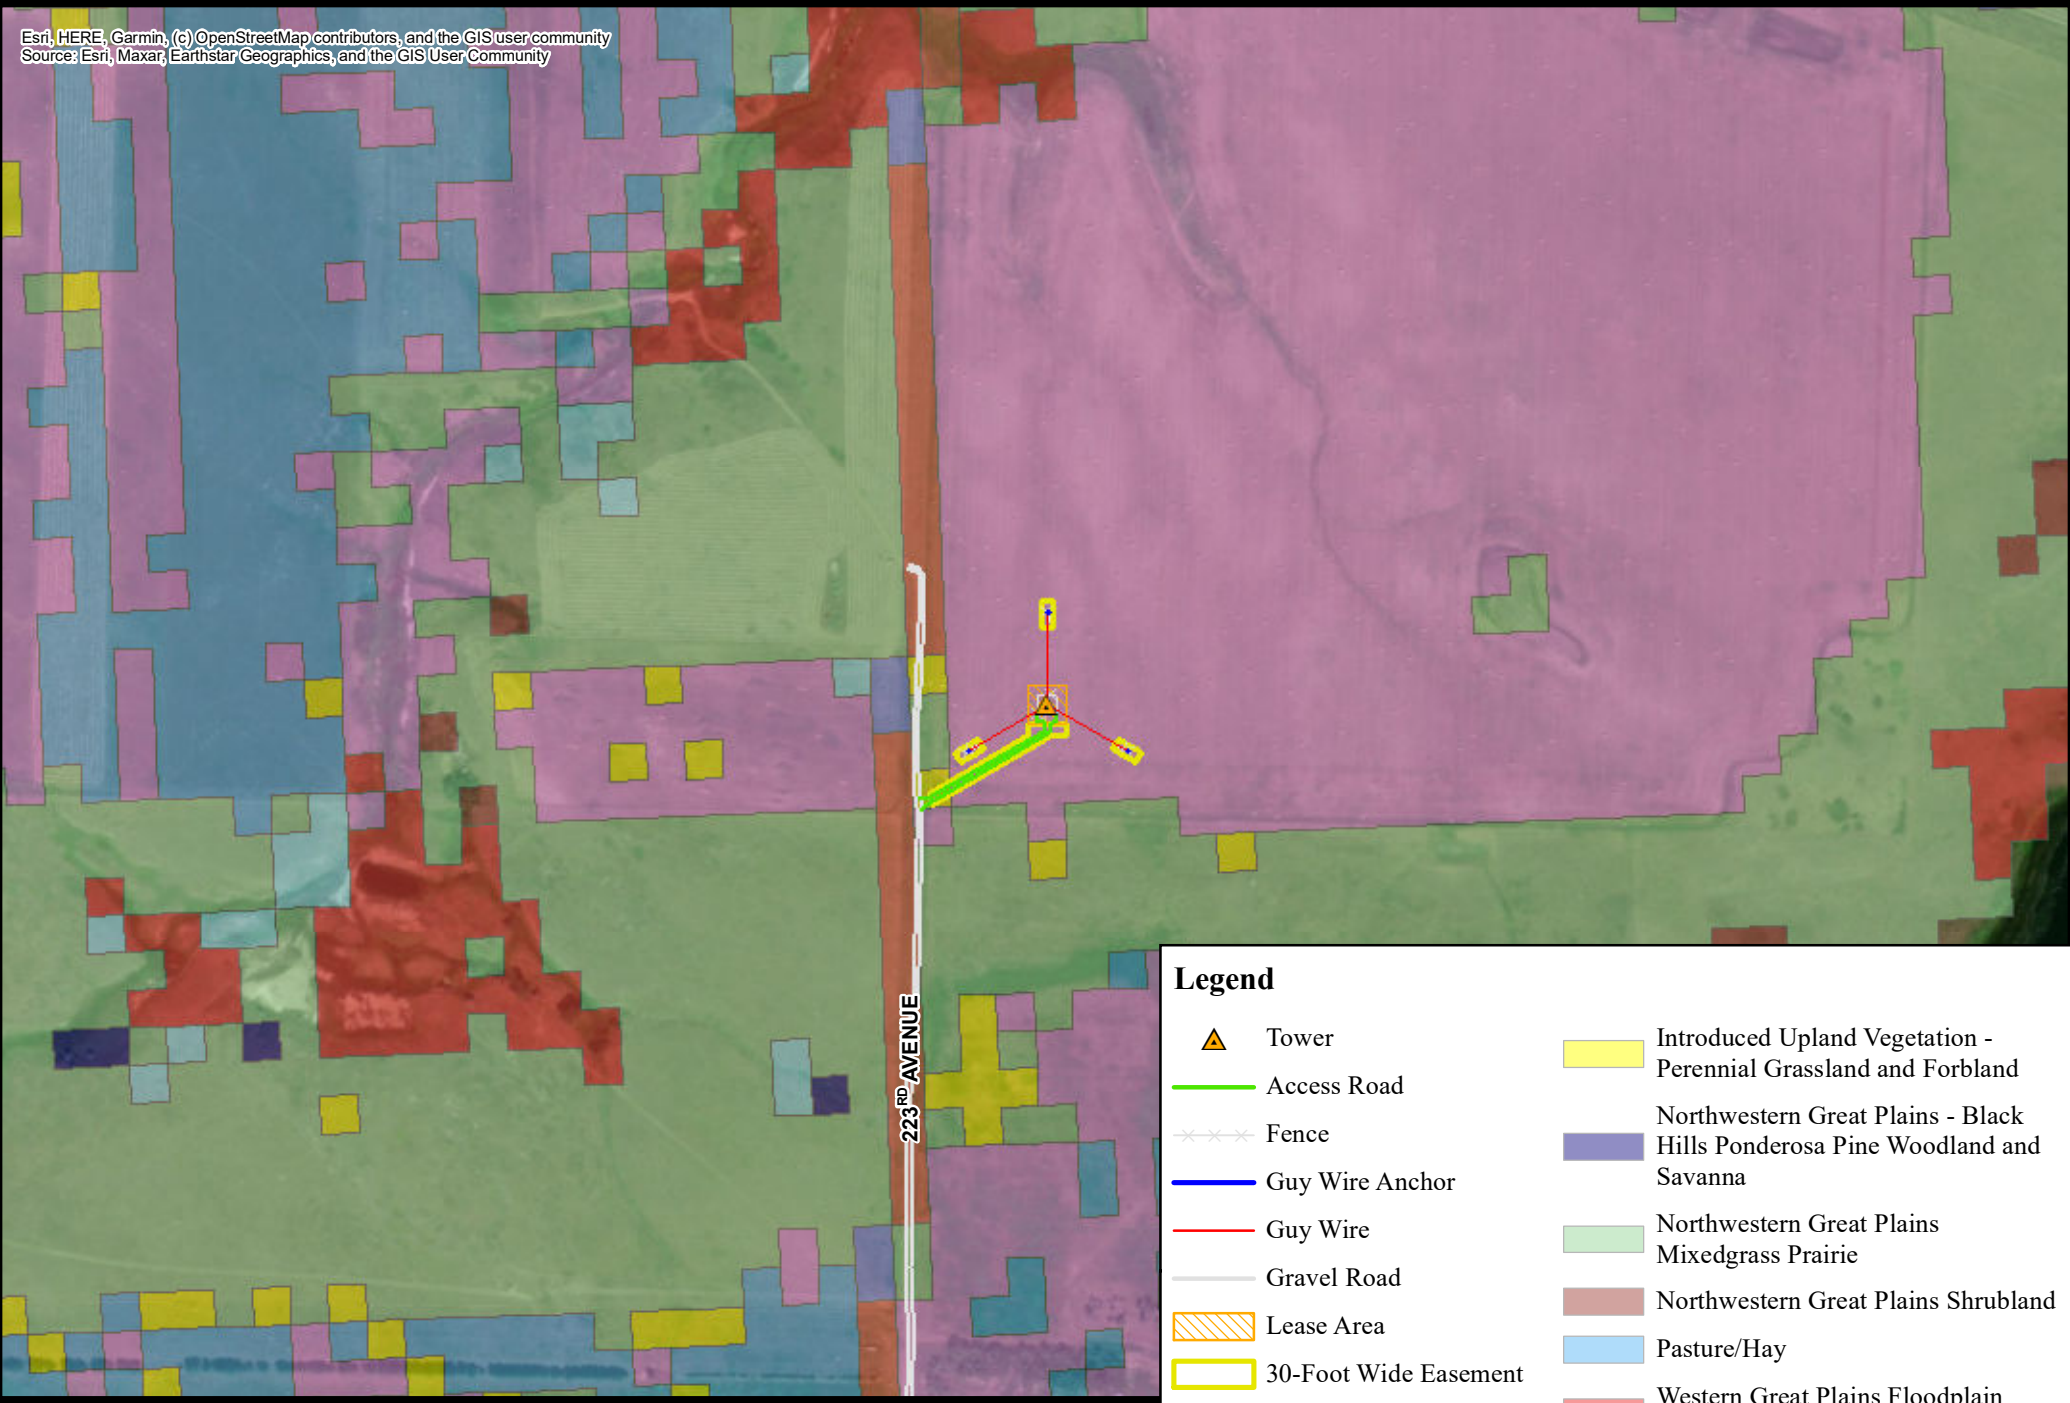 Esri, HERE, Garmin, (c) OpenStreetMap contributors, and the GIS user community
Source: Esri, Maxar, Earthstar Geographics, and the GIS User Community
223RD AVENUE
Legend
Tower
Access Road
Fence
Guy Wire Anchor
Guy Wire
Gravel Road
Lease Area
30-Foot Wide Easement
Introduced Upland Vegetation -
Perennial Grassland and Forbland
Northwestern Great Plains - Black
Hills Ponderosa Pine Woodland and
Savanna
Northwestern Great Plains
Mixedgrass Prairie
Northwestern Great Plains Shrubland
Pasture/Hay
Western Great Plains Floodplain